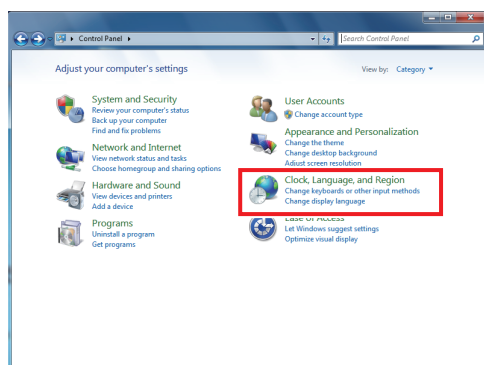 Control Panel
Search Control Panel
Adjust your computer's settings
View by: Category
System and Security
Review your computer's status
Back up your computer
Find and fix problems
Network and Internet
View network status and tasks
Choose homegroup and sharing options
Hardware and Sound
View devices and printers
Add a device
Programs
Uninstall a program
Get programs
User Accounts
Change account type
Appearance and Personalization
Change the theme
Change desktop background
Adjust screen resolution
Clock, Language, and Region
Change keyboards or other input methods
Change display language
Ease of Access
Let Windows suggest settings
Optimize visual display